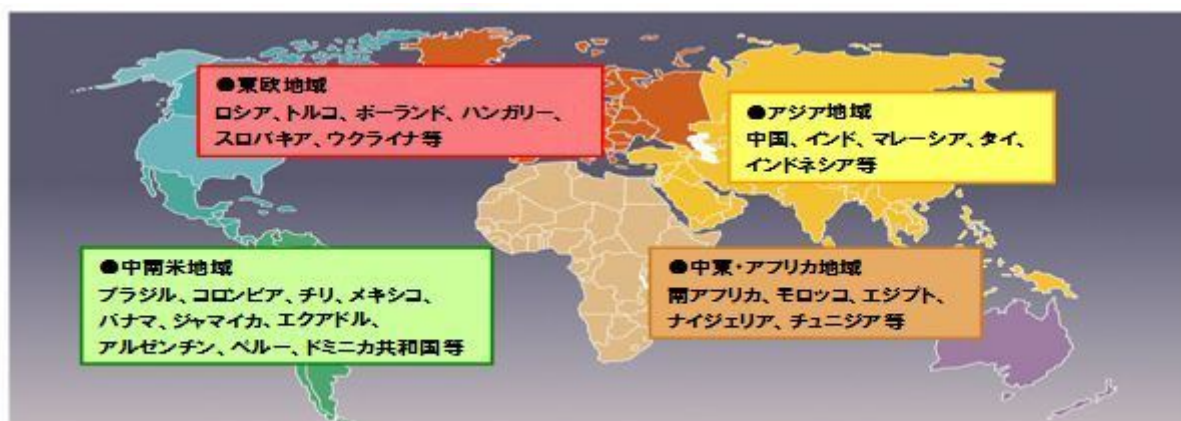 ●東欧地域
ロシア、トルコ、ポーランド、ハンガリー、
スロバキア、ウクライナ等
●アジア地域
中国、インド、マレーシア、タイ、
インドネシア等
●中南米地域
ブラジル、コロンビア、チリ、メキシコ、
パナマ、ジャマイカ、エクアドル、
アルゼンチン、ペルー、ドミニカ共和国等
●中東・アフリカ地域
南アフリカ、モロッコ、エジプト、
ナイジェリア、チュニジア等